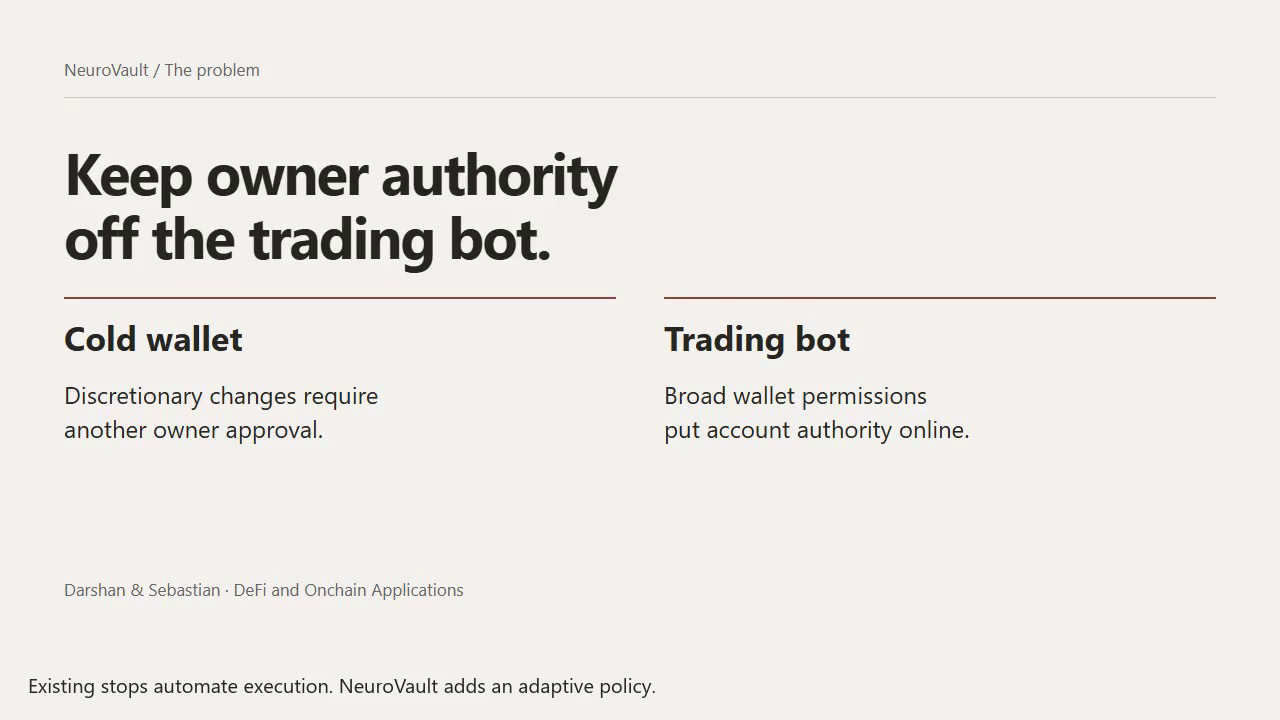 NeuroVault / The problem
Keep owner authority
off the trading bot.
Cold wallet
Discretionary changes require
another owner approval.
Trading bot
Broad wallet permissions
put account authority online.
Darshan & Sebastian · DeFi and Onchain Applications
Existing stops automate execution. NeuroVault adds an adaptive policy.